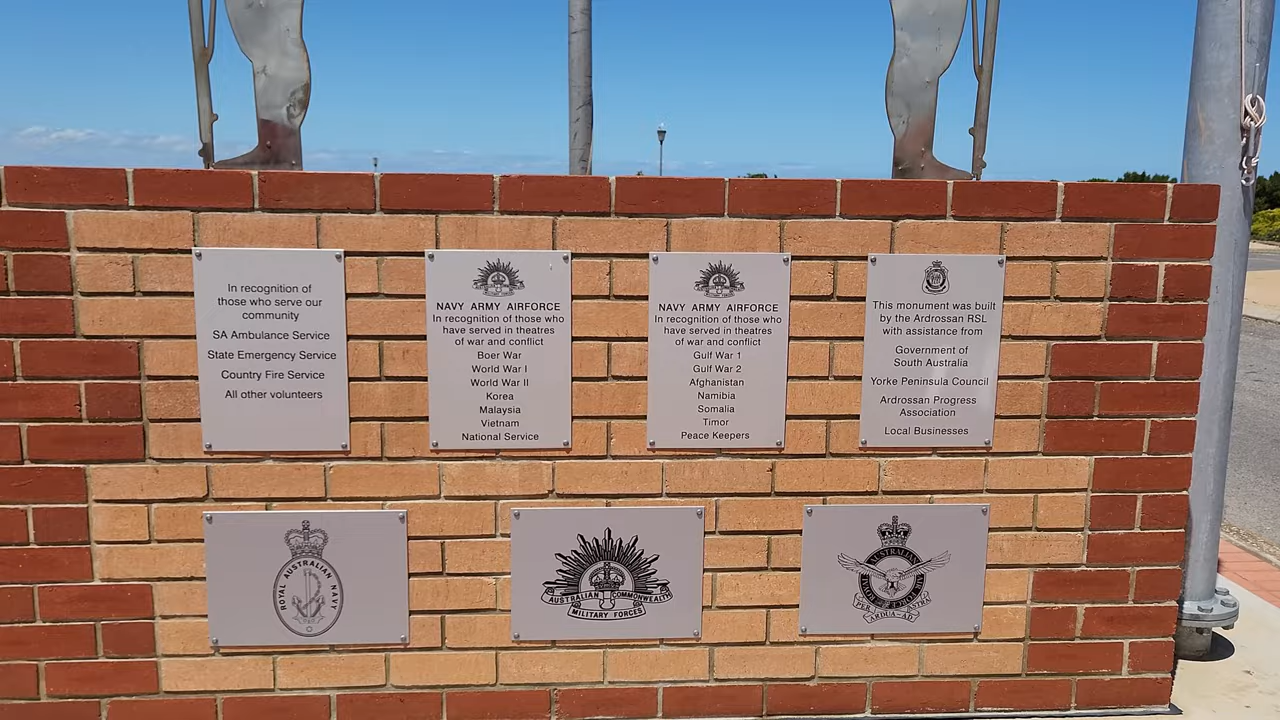 In recognition of
those who serve our
community
SA Ambulance Service
State Emergency Service
Country Fire Service
All other volunteers
NAVY ARMY AIRFORCE
In recognition of those who
have served in theatres
of war and conflict
Boer War
World War I
World War II
Korea
Malaysia
Vietnam
National Service
NAVY ARMY AIRFORCE
In recognition of those who
have served in theatres
of war and conflict
Gulf War 1
Gulf War 2
Afghanistan
Namibia
Somalia
Timor
Peace Keepers
This monument was built
by the Ardrossan RSL
with assistance from
Government of
South Australia
Yorke Peninsula Council
Ardrossan Progress
Association
Local Businesses
ROYAL AUSTRALIAN NAVY
AUSTRALIAN COMMONWEALTH
MILITARY FORCES
ROYAL AUSTRALIAN AIR FORCE
PER ARDUA-AD ASTRA